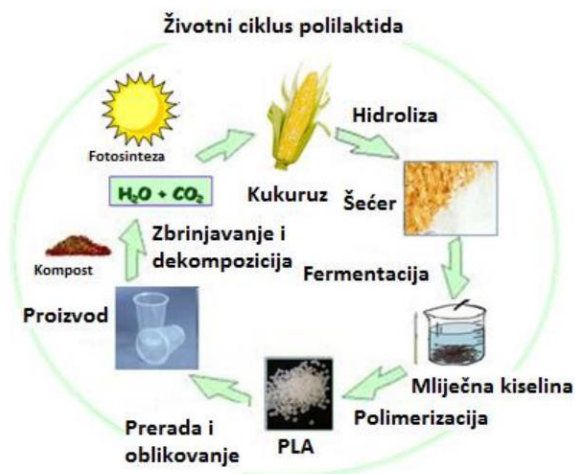 Životni ciklus polilaktida
Fotosinteza
H₂O + CO₂
Kukuruz
Hidroliza
Šećer
Fermentacija
Mliječna kiselina
Polimerizacija
PLA
Prerada i
oblikovanje
Proizvod
Kompost
Zbrinjavanje i
dekompozicija